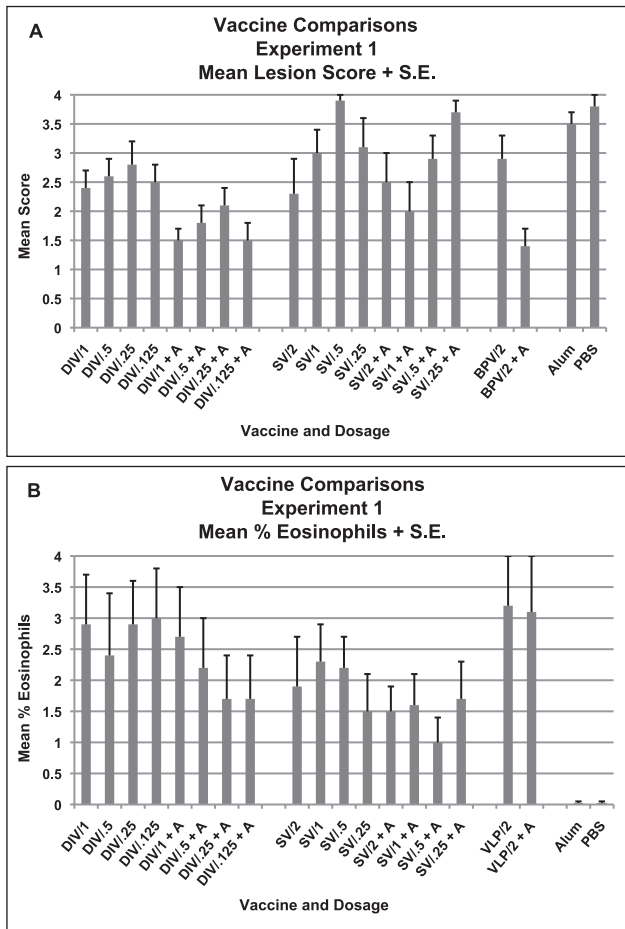 A
Vaccine Comparisons
Experiment 1
Mean Lesion Score + S.E.
4
3.5
3
2.5
2
1.5
1
0.5
0
Mean Score
DIV/1
DIV/.5
DIV/.25
DIV/.125
DIV/1 + A
DIV/.5 + A
DIV/.25 + A
DIV/.125 + A
SV/2
SV/1
SV/.5
SV/.25
SV/2 + A
SV/1 + A
SV/.5 + A
SV/.25 + A
BPV/2
BPV/2 + A
Alum
PBS
Vaccine and Dosage
B
Vaccine Comparisons
Experiment 1
Mean % Eosinophils + S.E.
4
3.5
3
2.5
2
1.5
1
0.5
0
Mean % Eosinophils
DIV/1
DIV/.5
DIV/.25
DIV/.125
DIV/1 + A
DIV/.5 + A
DIV/.25 + A
DIV/.125 + A
SV/2
SV/1
SV/.5
SV/.25
SV/2 + A
SV/1 + A
SV/.5 + A
SV/.25 + A
VLP/2
VLP/2 + A
Alum
PBS
Vaccine and Dosage